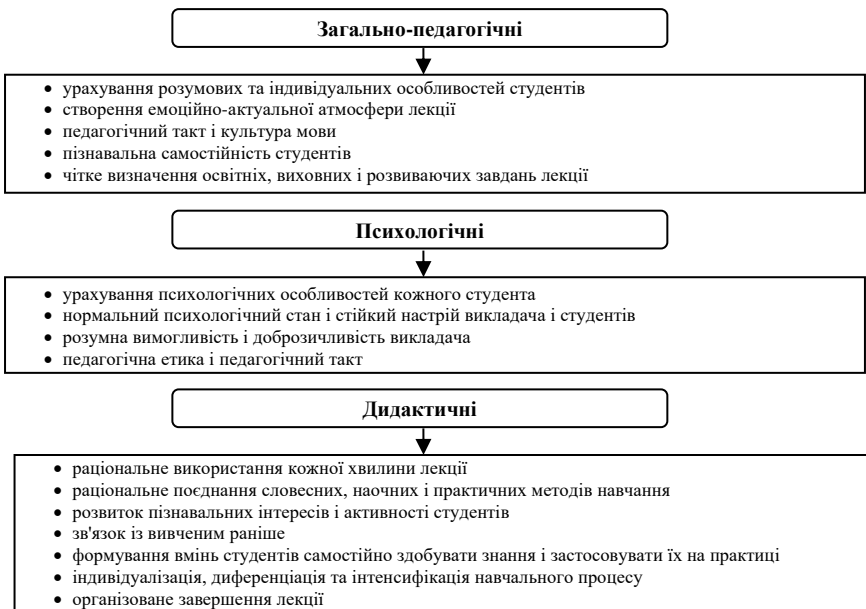 Загально-педагогічні
• урахування розумових та індивідуальних особливостей студентів
• створення емоційно-актуальної атмосфери лекції
• педагогічний такт і культура мови
• пізнавальна самостійність студентів
• чітке визначення освітніх, виховних і розвиваючих завдань лекції
Психологічні
• урахування психологічних особливостей кожного студента
• нормальний психологічний стан і стійкий настрій викладача і студентів
• розумна вимогливість і доброзичливість викладача
• педагогічна етика і педагогічний такт
Дидактичні
• раціональне використання кожної хвилини лекції
• раціональне поєднання словесних, наочних і практичних методів навчання
• розвиток пізнавальних інтересів і активності студентів
• зв'язок із вивченим раніше
• формування вмінь студентів самостійно здобувати знання і застосовувати їх на практиці
• індивідуалізація, диференціація та інтенсифікація навчального процесу
• організоване завершення лекції